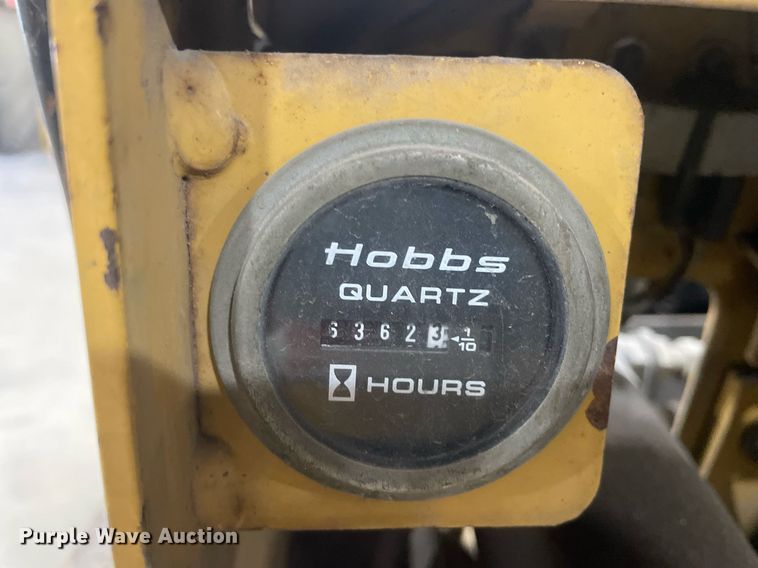 Hobbs
QUARTZ
63623 ◄1/10
HOURS
Purple Wave Auction